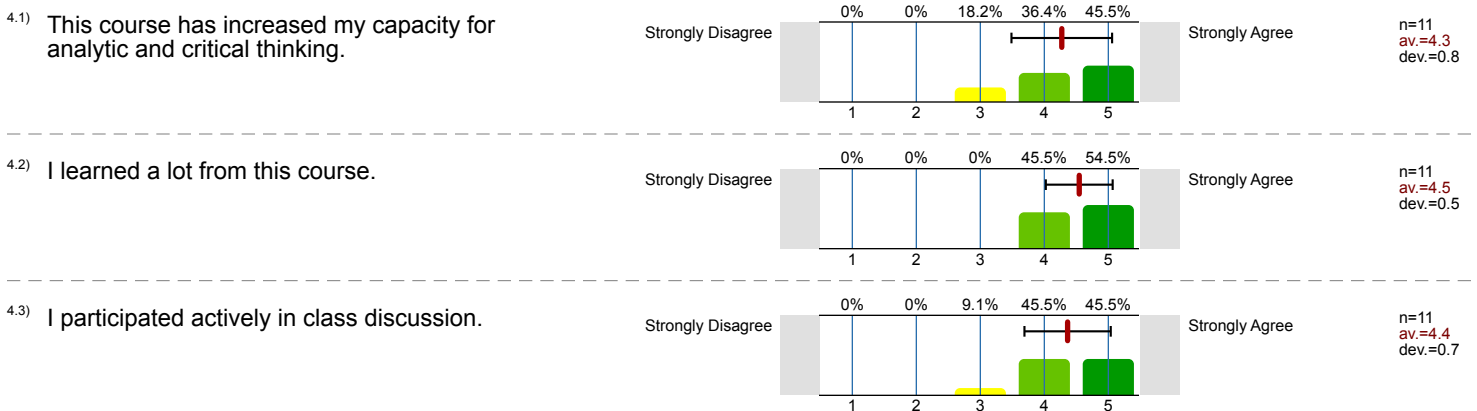 4.1) This course has increased my capacity for
analytic and critical thinking.
Strongly Disagree
0% 0% 18.2% 36.4% 45.5%
1 2 3 4 5
Strongly Agree
n=11
av.=4.3
dev.=0.8
4.2) I learned a lot from this course.
Strongly Disagree
0% 0% 0% 45.5% 54.5%
1 2 3 4 5
Strongly Agree
n=11
av.=4.5
dev.=0.5
4.3) I participated actively in class discussion.
Strongly Disagree
0% 0% 9.1% 45.5% 45.5%
1 2 3 4 5
Strongly Agree
n=11
av.=4.4
dev.=0.7